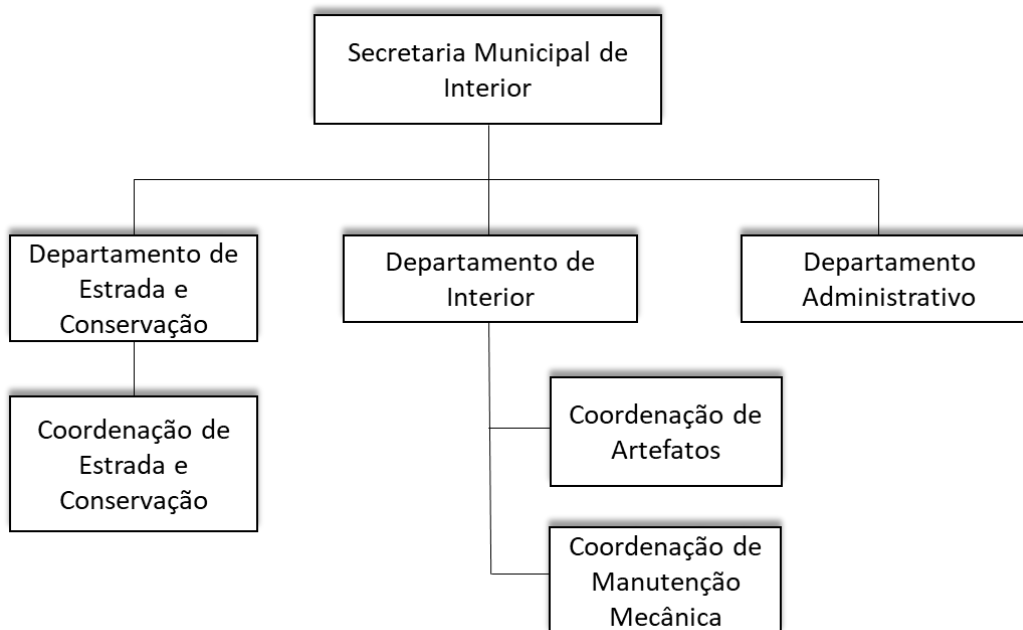 Secretaria Municipal de
Interior
Departamento de
Estrada e
Conservação
Departamento de
Interior
Departamento
Administrativo
Coordenação de
Estrada e
Conservação
Coordenação de
Artefatos
Coordenação de
Manutenção
Mecânica